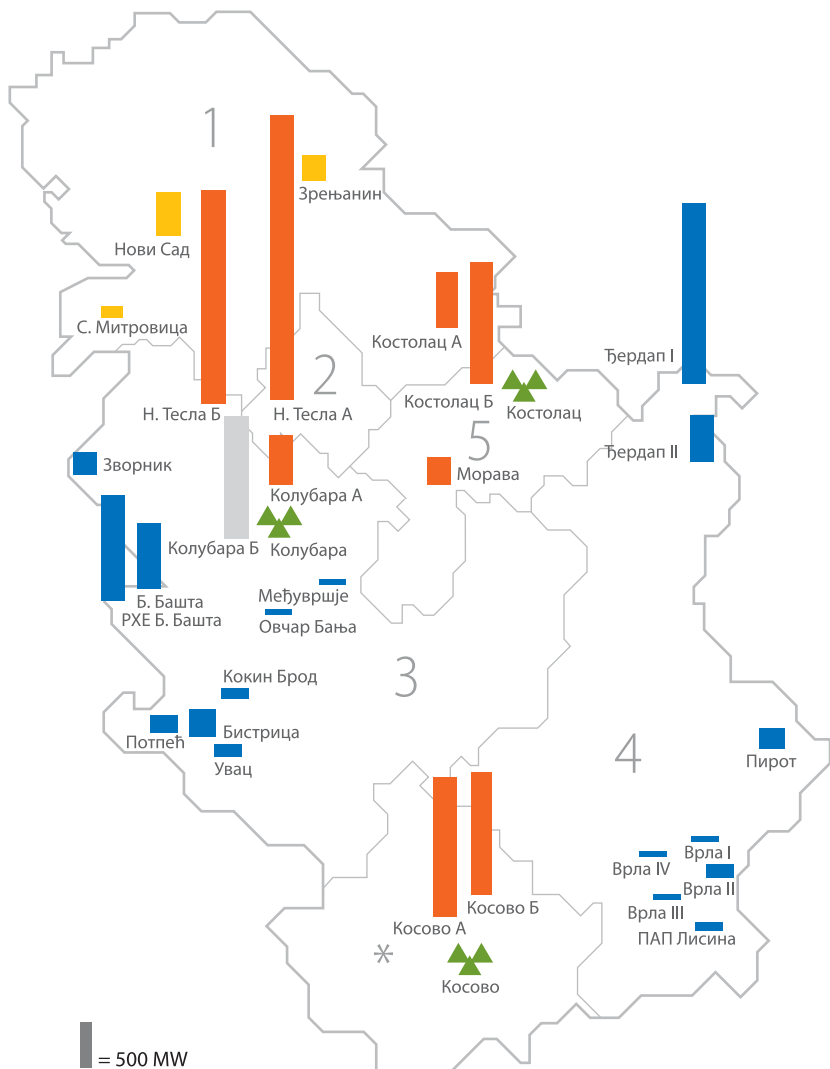 1
Зрењанин
Нови Сад
С. Митровица
Костолац А
2
Ђердап I
Костолац Б
Костолац
Н. Тесла Б
Н. Тесла А
5
Ђердап II
Зворник
Морава
Колубара А
Колубара Б
Колубара
Међувршје
Б. Башта
РХЕ Б. Башта
Овчар Бања
3
Кокин Брод
Бистрица
Потпећ
Увац
4
Пирот
Врла I
Врла IV
Врла II
Косово Б
Врла III
Косово А
ПАП Лисина
*
Косово
= 500 MW